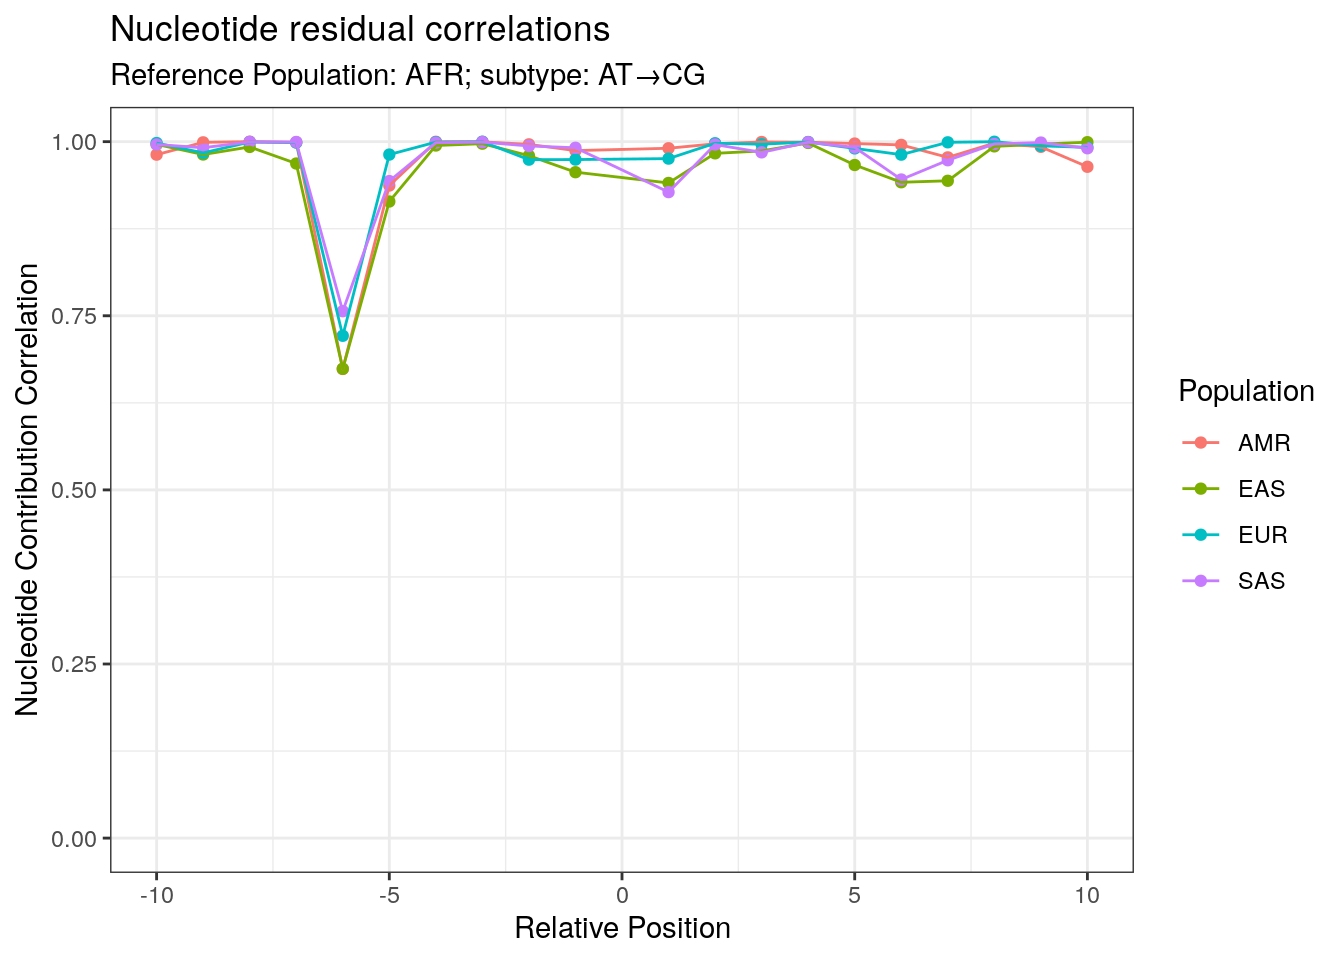 Nucleotide residual correlations
Reference Population: AFR; subtype: AT→CG
Nucleotide Contribution Correlation
1.00
0.75
0.50
0.25
0.00
-10
-5
0
5
10
Relative Position
Population
AMR
EAS
EUR
SAS